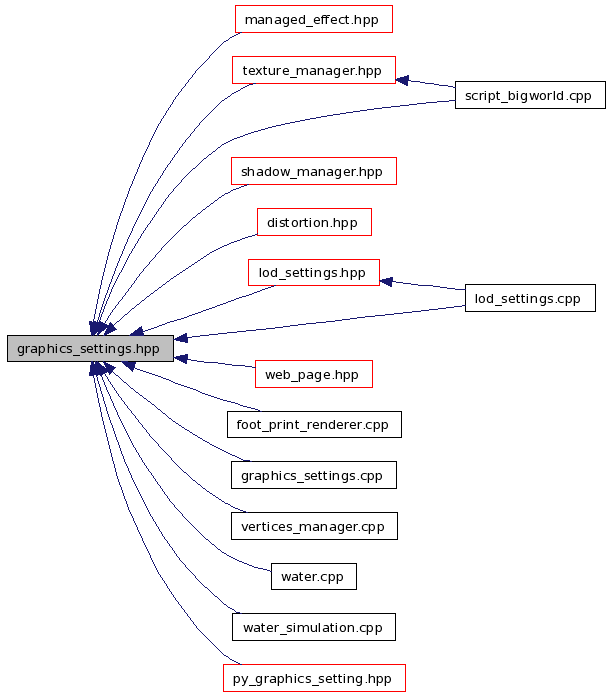 managed_effect.hpp
texture_manager.hpp
script_bigworld.cpp
shadow_manager.hpp
distortion.hpp
lod_settings.hpp
lod_settings.cpp
graphics_settings.hpp
web_page.hpp
foot_print_renderer.cpp
graphics_settings.cpp
vertices_manager.cpp
water.cpp
water_simulation.cpp
py_graphics_setting.hpp